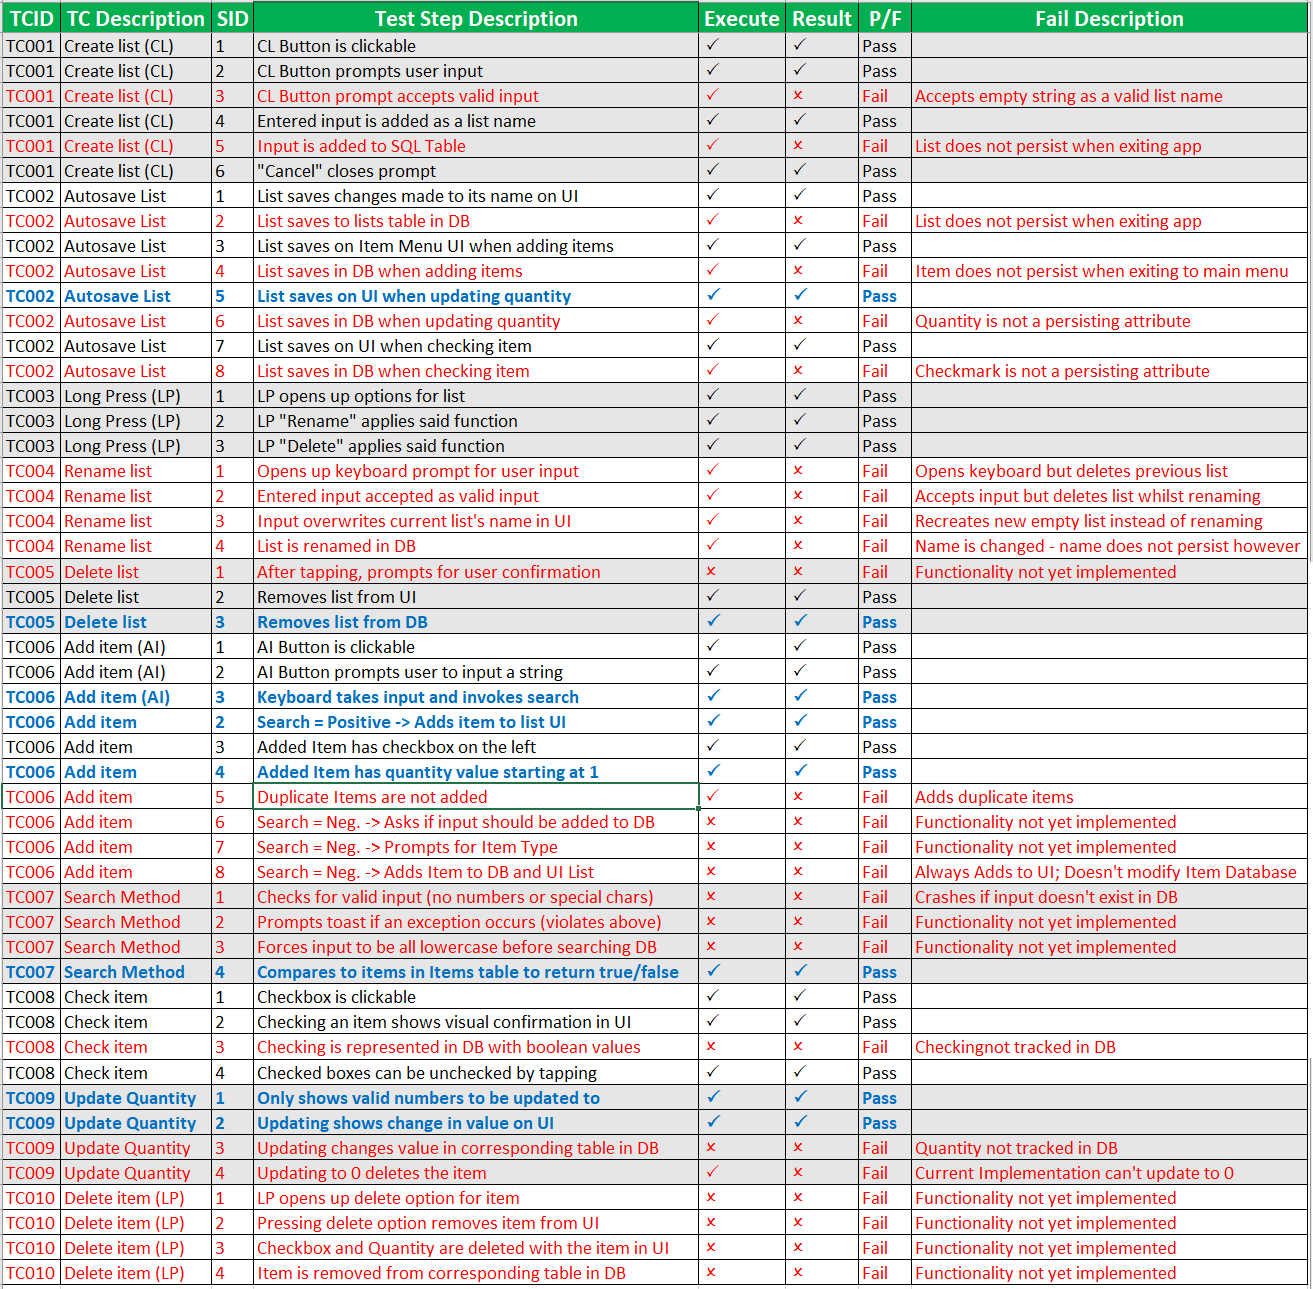 TCID TC Description SID Test Step Description Execute Result P/F Fail Description
TC001 Create list (CL) 1 CL Button is clickable ✓ ✓ Pass
TC001 Create list (CL) 2 CL Button prompts user input ✓ ✓ Pass
TC001 Create list (CL) 3 CL Button prompt accepts valid input ✓ × Fail Accepts empty string as a valid list name
TC001 Create list (CL) 4 Entered input is added as a list name ✓ ✓ Pass
TC001 Create list (CL) 5 Input is added to SQL Table ✓ × Fail List does not persist when exiting app
TC001 Create list (CL) 6 "Cancel" closes prompt ✓ ✓ Pass
TC002 Autosave List 1 List saves changes made to its name on UI ✓ ✓ Pass
TC002 Autosave List 2 List saves to lists table in DB ✓ × Fail List does not persist when exiting app
TC002 Autosave List 3 List saves on Item Menu UI when adding items ✓ ✓ Pass
TC002 Autosave List 4 List saves in DB when adding items ✓ × Fail Item does not persist when exiting to main menu
TC002 Autosave List 5 List saves on UI when updating quantity ✓ ✓ Pass
TC002 Autosave List 6 List saves in DB when updating quantity ✓ × Fail Quantity is not a persisting attribute
TC002 Autosave List 7 List saves on UI when checking item ✓ ✓ Pass
TC002 Autosave List 8 List saves in DB when checking item ✓ × Fail Checkmark is not a persisting attribute
TC003 Long Press (LP) 1 LP opens up options for list ✓ ✓ Pass
TC003 Long Press (LP) 2 LP "Rename" applies said function ✓ ✓ Pass
TC003 Long Press (LP) 3 LP "Delete" applies said function ✓ ✓ Pass
TC004 Rename list 1 Opens up keyboard prompt for user input ✓ × Fail Opens keyboard but deletes previous list
TC004 Rename list 2 Entered input accepted as valid input ✓ × Fail Accepts input but deletes list whilst renaming
TC004 Rename list 3 Input overwrites current list's name in UI ✓ × Fail Recreates new empty list instead of renaming
TC004 Rename list 4 List is renamed in DB ✓ × Fail Name is changed - name does not persist however
TC005 Delete list 1 After tapping, prompts for user confirmation × × Fail Functionality not yet implemented
TC005 Delete list 2 Removes list from UI ✓ ✓ Pass
TC005 Delete list 3 Removes list from DB ✓ ✓ Pass
TC006 Add item (AI) 1 AI Button is clickable ✓ ✓ Pass
TC006 Add item (AI) 2 AI Button prompts user to input a string ✓ ✓ Pass
TC006 Add item (AI) 3 Keyboard takes input and invokes search ✓ ✓ Pass
TC006 Add item 2 Search = Positive -> Adds item to list UI ✓ ✓ Pass
TC006 Add item 3 Added Item has checkbox on the left ✓ ✓ Pass
TC006 Add item 4 Added Item has quantity value starting at 1 ✓ ✓ Pass
TC006 Add item 5 Duplicate Items are not added ✓ × Fail Adds duplicate items
TC006 Add item 6 Search = Neg. -> Asks if input should be added to DB × × Fail Functionality not yet implemented
TC006 Add item 7 Search = Neg. -> Prompts for Item Type × × Fail Functionality not yet implemented
TC006 Add item 8 Search = Neg. -> Adds Item to DB and UI List × × Fail Always Adds to UI; Doesn't modify Item Database
TC007 Search Method 1 Checks for valid input (no numbers or special chars) × × Fail Crashes if input doesn't exist in DB
TC007 Search Method 2 Prompts toast if an exception occurs (violates above) × × Fail Functionality not yet implemented
TC007 Search Method 3 Forces input to be all lowercase before searching DB × × Fail Functionality not yet implemented
TC007 Search Method 4 Compares to items in Items table to return true/false ✓ ✓ Pass
TC008 Check item 1 Checkbox is clickable ✓ ✓ Pass
TC008 Check item 2 Checking an item shows visual confirmation in UI ✓ ✓ Pass
TC008 Check item 3 Checking is represented in DB with boolean values × × Fail Checkingnot tracked in DB
TC008 Check item 4 Checked boxes can be unchecked by tapping ✓ ✓ Pass
TC009 Update Quantity 1 Only shows valid numbers to be updated to ✓ ✓ Pass
TC009 Update Quantity 2 Updating shows change in value on UI ✓ ✓ Pass
TC009 Update Quantity 3 Updating changes value in corresponding table in DB × × Fail Quantity not tracked in DB
TC009 Update Quantity 4 Updating to 0 deletes the item ✓ × Fail Current Implementation can't update to 0
TC010 Delete item (LP) 1 LP opens up delete option for item × × Fail Functionality not yet implemented
TC010 Delete item (LP) 2 Pressing delete option removes item from UI × × Fail Functionality not yet implemented
TC010 Delete item (LP) 3 Checkbox and Quantity are deleted with the item in UI × × Fail Functionality not yet implemented
TC010 Delete item (LP) 4 Item is removed from corresponding table in DB × × Fail Functionality not yet implemented